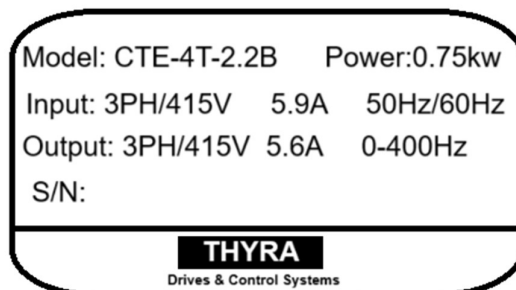 Model: CTE-4T-2.2B Power:0.75kw
Input: 3PH/415V 5.9A 50Hz/60Hz
Output: 3PH/415V 5.6A 0-400Hz
S/N:
THYRA
Drives & Control Systems